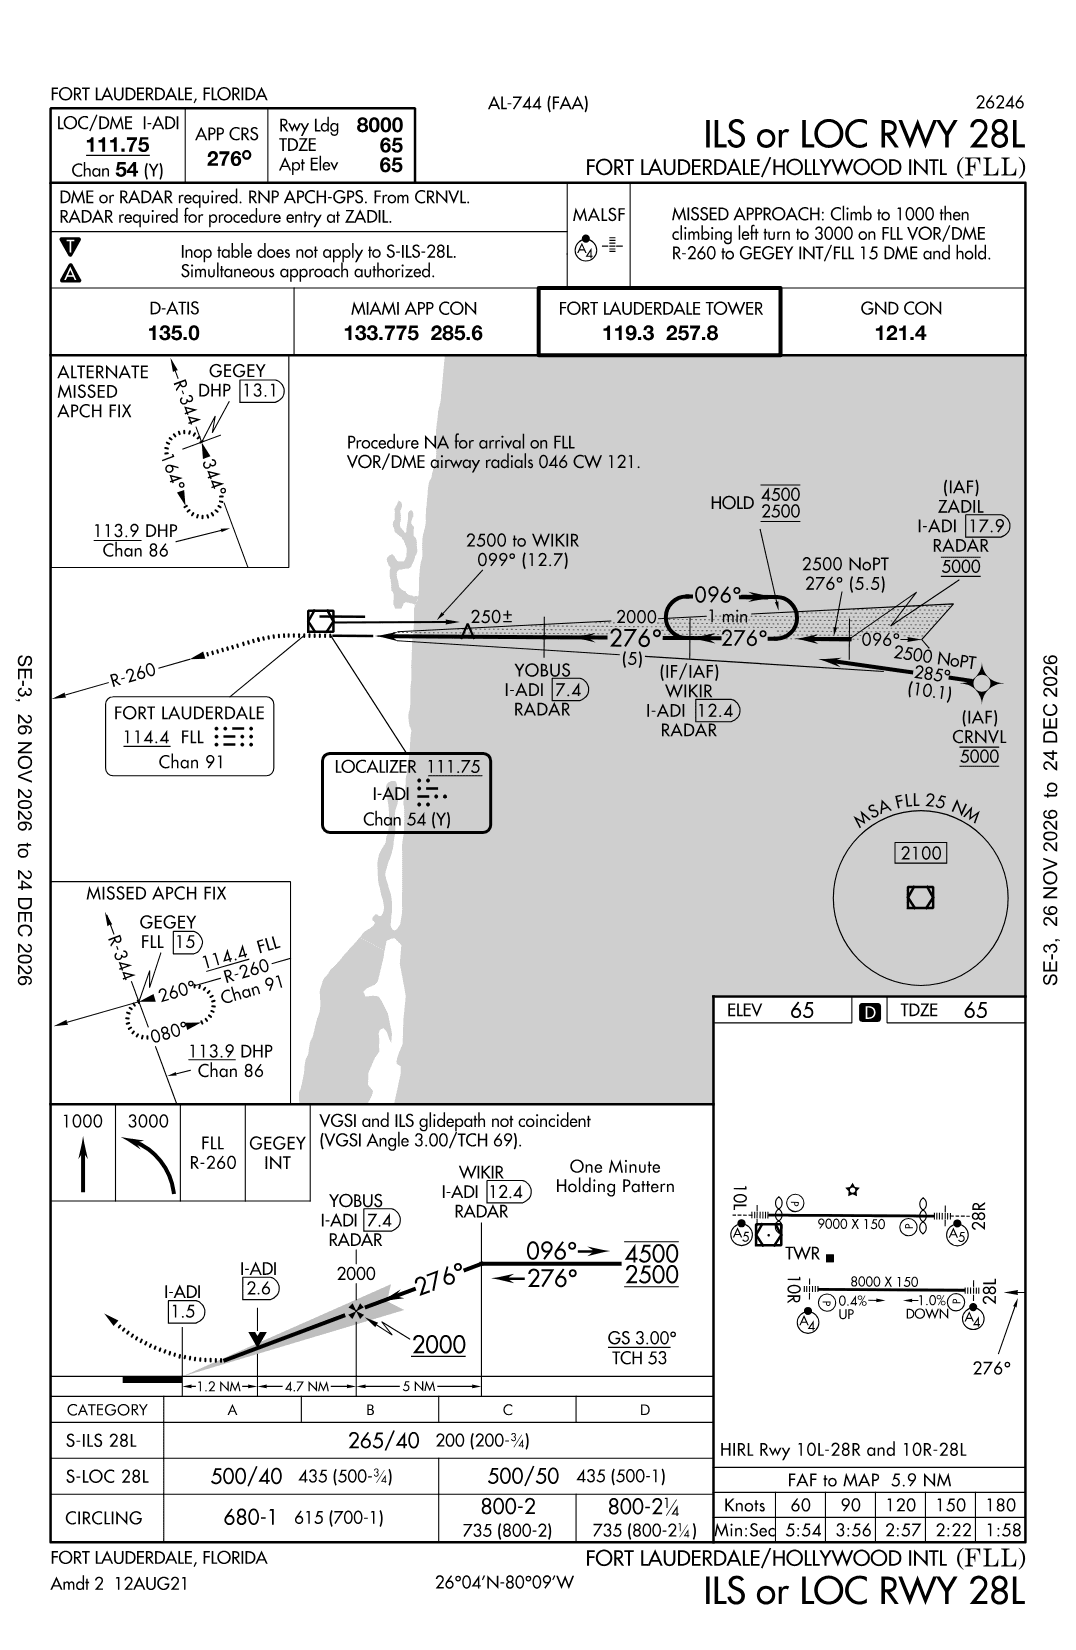 FORT LAUDERDALE, FLORIDA
AL-744 (FAA)
26246
ILS or LOC RWY 28L
FORT LAUDERDALE/HOLLYWOOD INTL (FLL)
LOC/DME I-ADI
111.75
Chan 54 (Y)
APP CRS
276°
Rwy Ldg 8000
TDZE 65
Apt Elev 65
DME or RADAR required. RNP APCH-GPS. From CRNVL.
RADAR required for procedure entry at ZADIL.
T
A
Inop table does not apply to S-ILS-28L.
Simultaneous approach authorized.
MALSF
A4
MISSED APPROACH: Climb to 1000 then
climbing left turn to 3000 on FLL VOR/DME
R-260 to GEGEY INT/FLL 15 DME and hold.
D-ATIS
135.0
MIAMI APP CON
133.775 285.6
FORT LAUDERDALE TOWER
119.3 257.8
GND CON
121.4
ALTERNATE
MISSED
APCH FIX
GEGEY
DHP 13.1
R-344
164°
344°
113.9 DHP
Chan 86
Procedure NA for arrival on FLL
VOR/DME airway radials 046 CW 121.
2500 to WIKIR
099° (12.7)
HOLD 4500
2500
(IAF)
ZADIL
I-ADI 17.9
RADAR
5000
2500 NoPT
276° (5.5)
096°
1 min
250±
2000
276°
(5)
276°
096°
2500 NoPT
285°
(10.1)
YOBUS
I-ADI 7.4
RADAR
(IF/IAF)
WIKIR
I-ADI 12.4
RADAR
(IAF)
CRNVL
5000
R-260
FORT LAUDERDALE
114.4 FLL
Chan 91
LOCALIZER 111.75
I-ADI
Chan 54 (Y)
MSA FLL 25 NM
2100
MISSED APCH FIX
GEGEY
FLL 15
R-344
114.4 FLL
R-260
Chan 91
260°
080°
113.9 DHP
Chan 86
SE-3, 26 NOV 2026 to 24 DEC 2026
SE-3, 26 NOV 2026 to 24 DEC 2026
ELEV 65
D
TDZE 65
10L
28R
P
P
A5
A5
9000 X 150
TWR
10R
28L
8000 X 150
P
0.4%
UP
1.0%
DOWN
P
A4
A4
276°
HIRL Rwy 10L-28R and 10R-28L
FAF to MAP 5.9 NM
Knots 60 90 120 150 180
Min:Sec 5:54 3:56 2:57 2:22 1:58
1000
3000
FLL
R-260
GEGEY
INT
VGSI and ILS glidepath not coincident
(VGSI Angle 3.00/TCH 69).
YOBUS
I-ADI 7.4
RADAR
2000
WIKIR
I-ADI 12.4
RADAR
One Minute
Holding Pattern
096°
276°
4500
2500
276°
I-ADI
2.6
I-ADI
1.5
2000
GS 3.00°
TCH 53
1.2 NM
4.7 NM
5 NM
CATEGORY A B C D
S-ILS 28L 265/40 200 (200-¾)
S-LOC 28L 500/40 435 (500-¾) 500/50 435 (500-1)
CIRCLING 680-1 615 (700-1) 800-2 735 (800-2) 800-2¼ 735 (800-2¼)
FORT LAUDERDALE, FLORIDA
Amdt 2 12AUG21
26°04'N-80°09'W
FORT LAUDERDALE/HOLLYWOOD INTL (FLL)
ILS or LOC RWY 28L